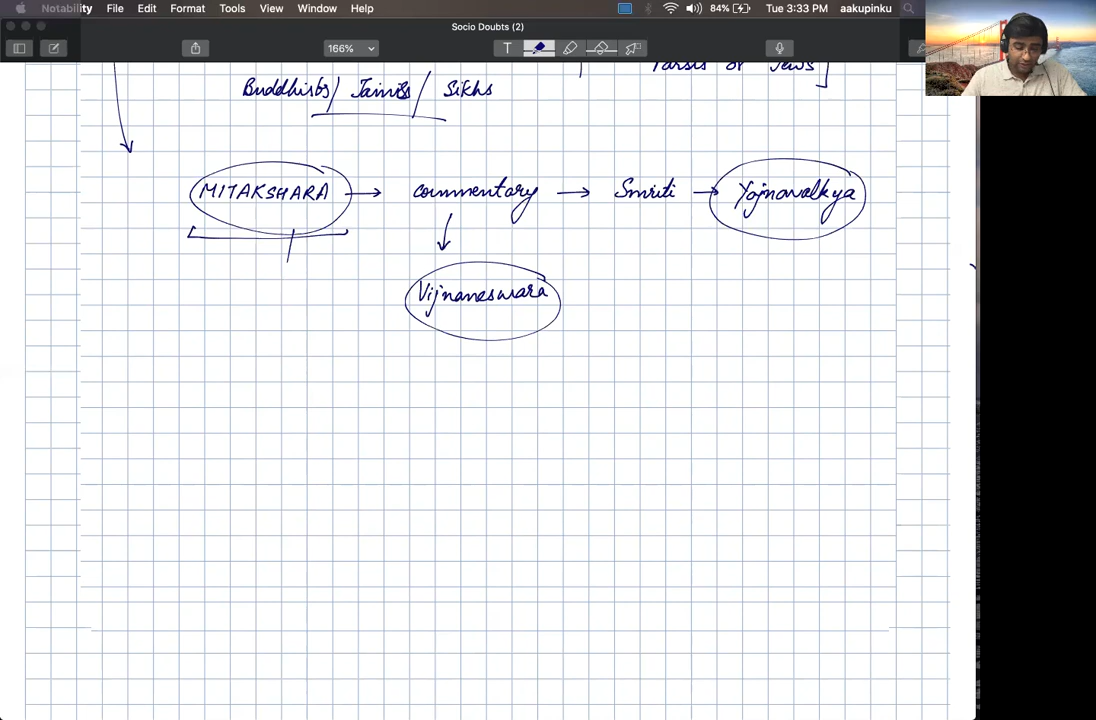 Notability File Edit Format Tools View Window Help 84% Tue 3:33 PM aakupinku
Socio Doubts (2)
166% T
Parsis or Jews
Buddhists / Jainss / Sikhs
MITAKSHARA → commentary → Smriti → Yajnavalkya
Vijnaneswara